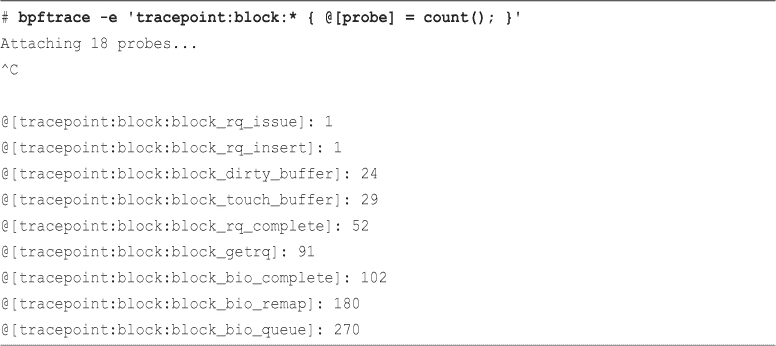 # bpftrace -e 'tracepoint:block:* { @[probe] = count(); }'
Attaching 18 probes...
^C
@[tracepoint:block:block_rq_issue]: 1
@[tracepoint:block:block_rq_insert]: 1
@[tracepoint:block:block_dirty_buffer]: 24
@[tracepoint:block:block_touch_buffer]: 29
@[tracepoint:block:block_rq_complete]: 52
@[tracepoint:block:block_getrq]: 91
@[tracepoint:block:block_bio_complete]: 102
@[tracepoint:block:block_bio_remap]: 180
@[tracepoint:block:block_bio_queue]: 270